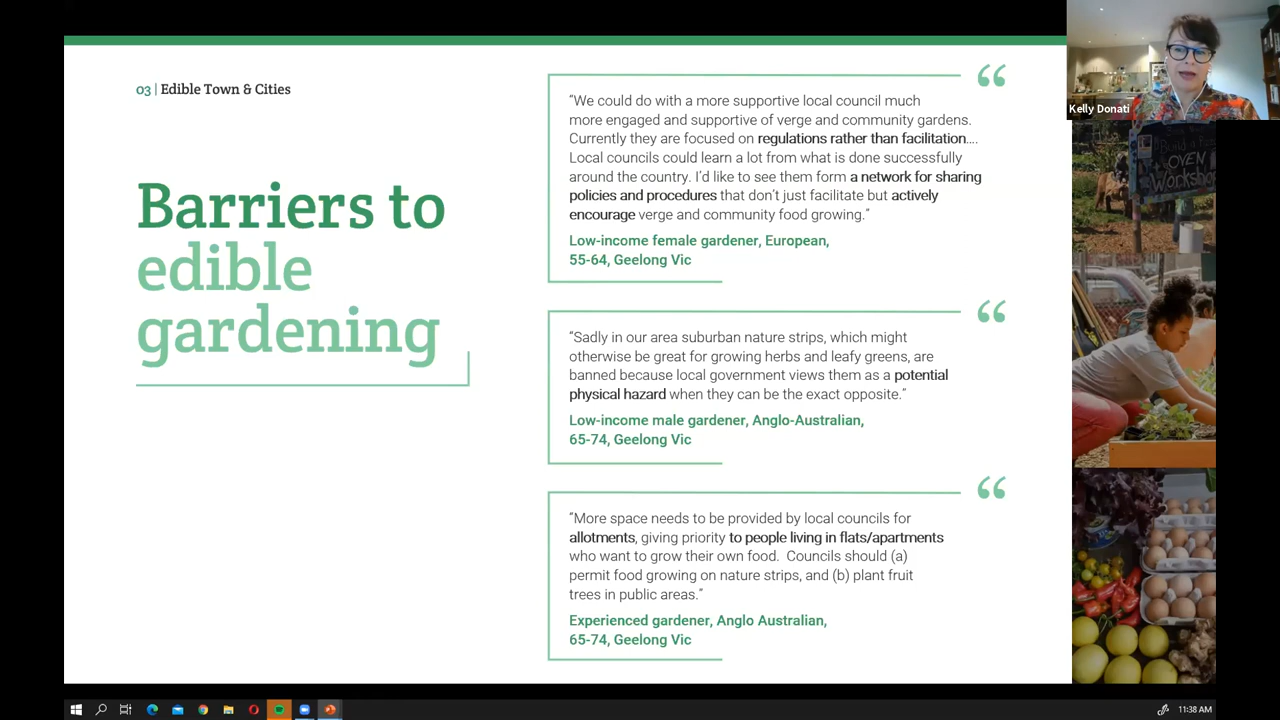 03 | Edible Town & Cities
Barriers to
edible
gardening
“We could do with a more supportive local council much
more engaged and supportive of verge and community gardens.
Currently they are focused on regulations rather than facilitation….
Local councils could learn a lot from what is done successfully
around the country. I’d like to see them form a network for sharing
policies and procedures that don’t just facilitate but actively
encourage verge and community food growing.”
Low-income female gardener, European,
55-64, Geelong Vic
“Sadly in our area suburban nature strips, which might
otherwise be great for growing herbs and leafy greens, are
banned because local government views them as a potential
physical hazard when they can be the exact opposite.”
Low-income male gardener, Anglo-Australian,
65-74, Geelong Vic
“More space needs to be provided by local councils for
allotments, giving priority to people living in flats/apartments
who want to grow their own food.  Councils should (a)
permit food growing on nature strips, and (b) plant fruit
trees in public areas.”
Experienced gardener, Anglo Australian,
65-74, Geelong Vic
Kelly Donati
OVEN
Workshop
11:38 AM